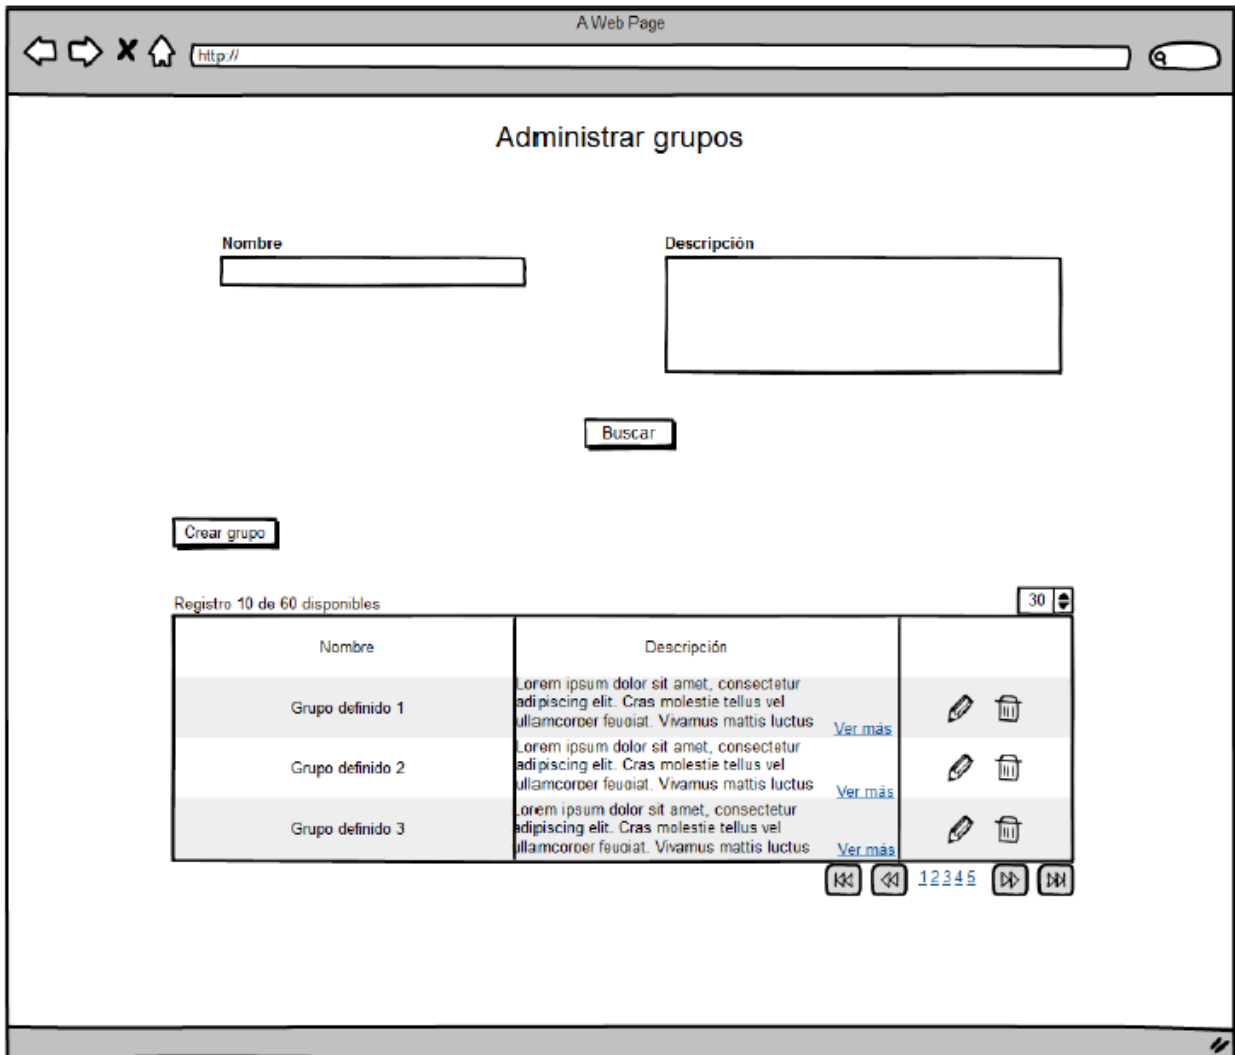 A Web Page
http://
Administrar grupos
Nombre
Descripción
Buscar
Crear grupo
Registro 10 de 60 disponibles
30
Nombre
Descripción
Grupo definido 1
Lorem ipsum dolor sit amet, consectetur
adipiscing elit. Cras molestie tellus vel
ullamcorper feugiat. Vivamus mattis luctus
Ver más
Grupo definido 2
Lorem ipsum dolor sit amet, consectetur
adipiscing elit. Cras molestie tellus vel
ullamcorper feugiat. Vivamus mattis luctus
Ver más
Grupo definido 3
Lorem ipsum dolor sit amet, consectetur
adipiscing elit. Cras molestie tellus vel
ullamcorper feugiat. Vivamus mattis luctus
Ver más
1 2 3 4 5